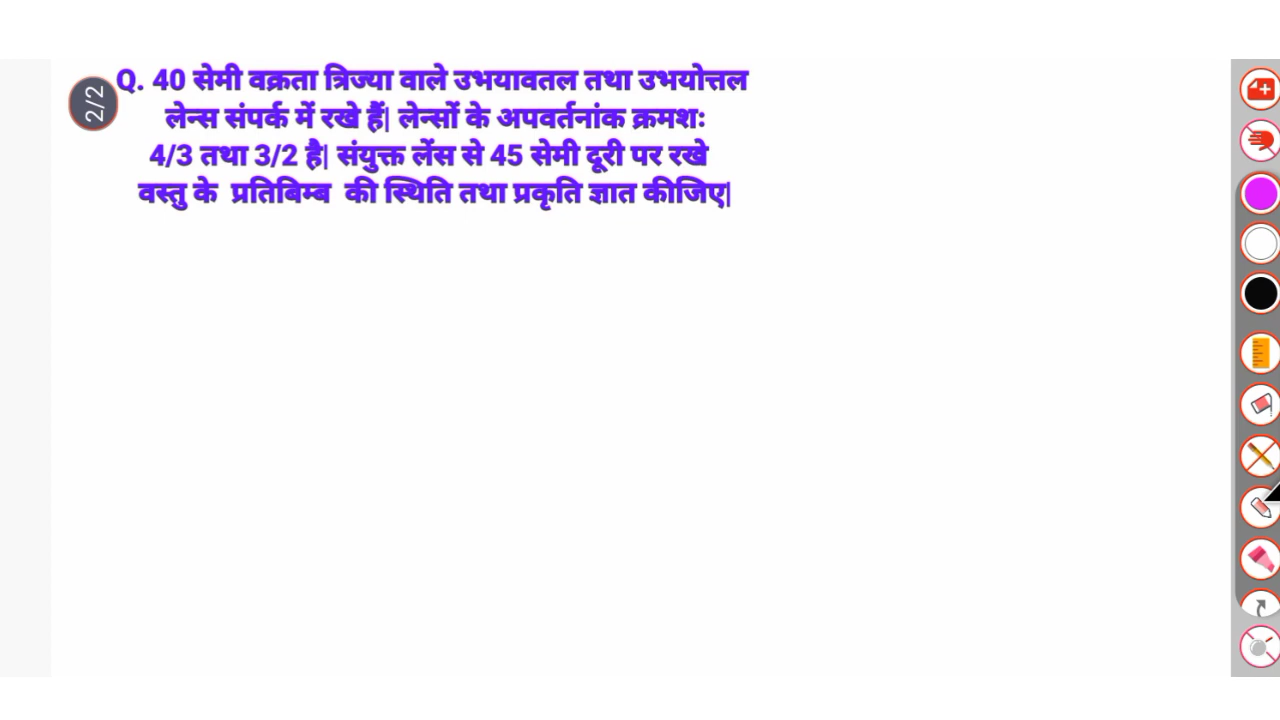 2/2
Q. 40 सेमी वक्रता त्रिज्या वाले उभयावतल तथा उभयोत्तल
लेन्स संपर्क में रखे हैं| लेन्सों के अपवर्तनांक क्रमशः
4/3 तथा 3/2 है| संयुक्त लेंस से 45 सेमी दूरी पर रखे
वस्तु के प्रतिबिम्ब की स्थिति तथा प्रकृति ज्ञात कीजिए|